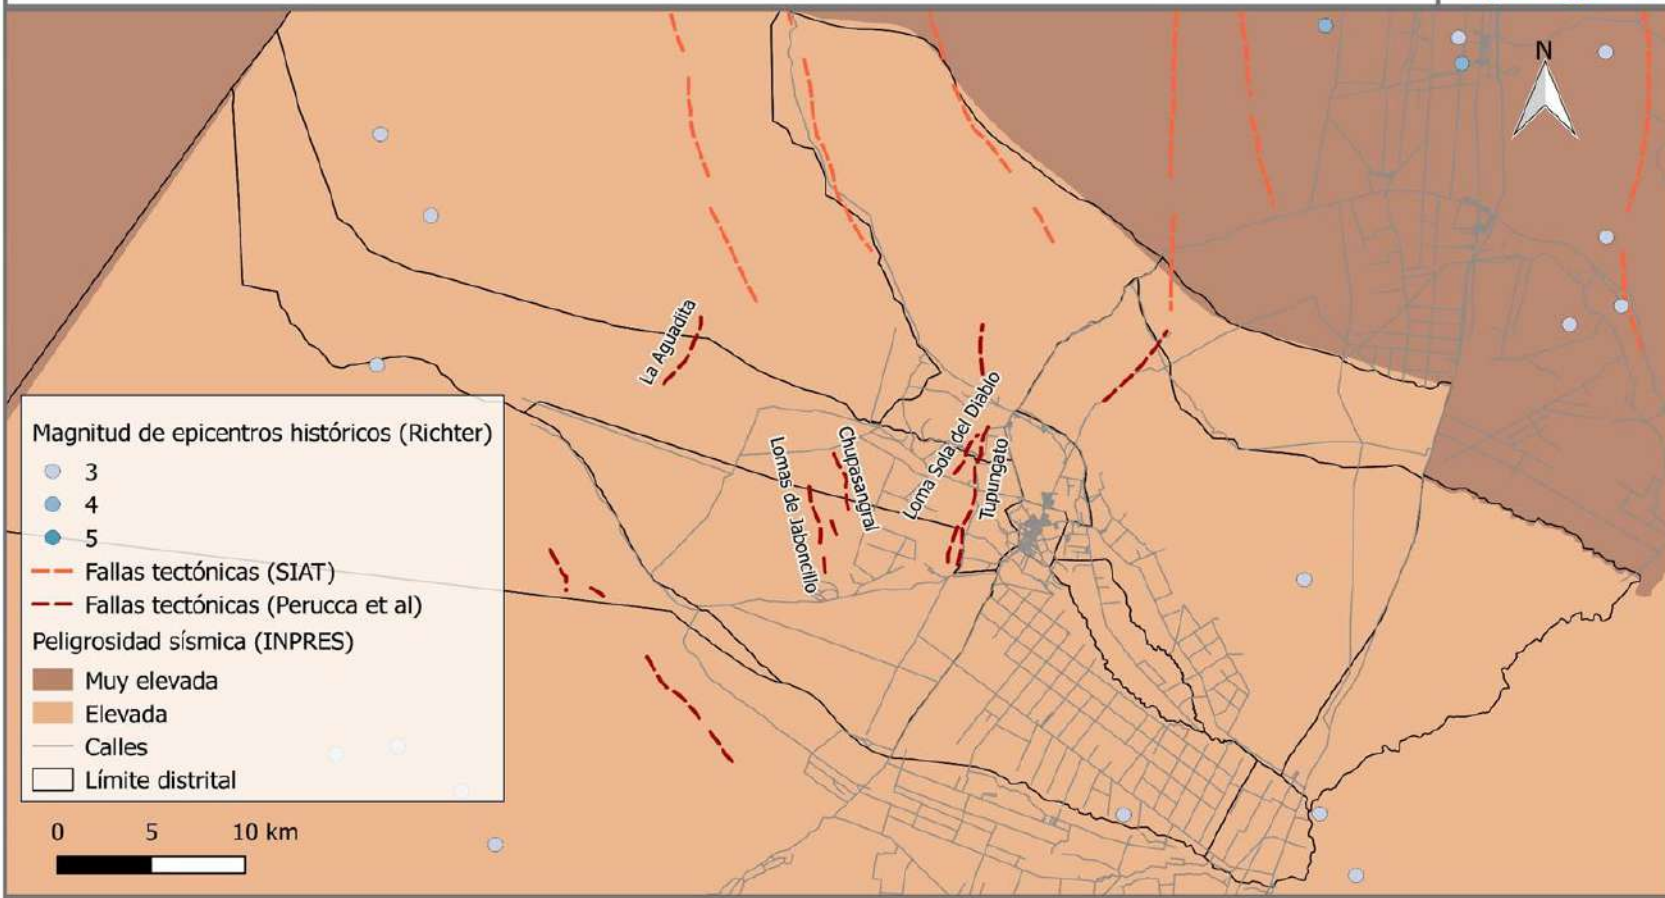 N
La Aguadita
Lomas de Jaboncillo
Chupasangral
Loma Sola del Diablo
Tupungato
Magnitud de epicentros históricos (Richter)
3
4
5
Fallas tectónicas (SIAT)
Fallas tectónicas (Perucca et al)
Peligrosidad sísmica (INPRES)
Muy elevada
Elevada
Calles
Límite distrital
0 5 10 km